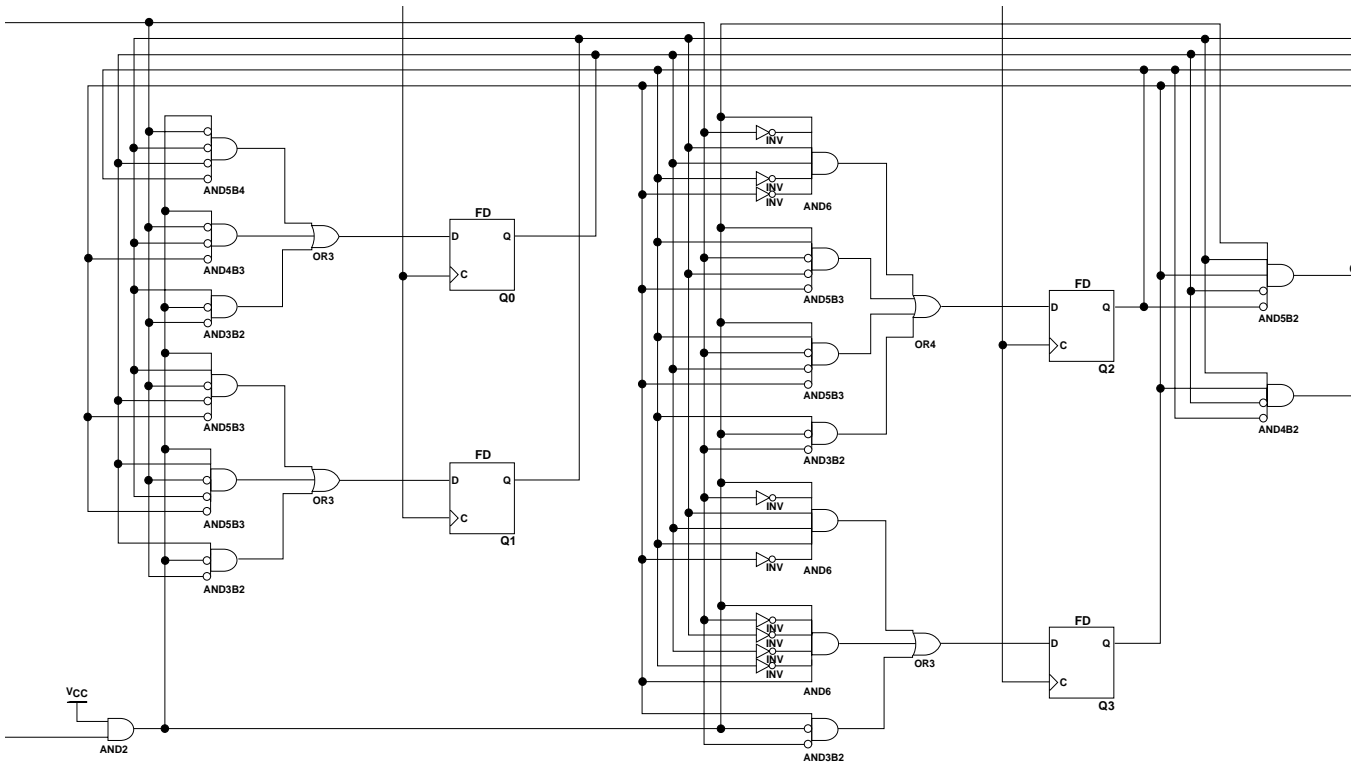 INV
AND5B4
INV
INV
AND6
FD
D
Q
OR3
AND4B3
C
Q0
AND5B3
AND5B2
FD
D
Q
AND3B2
OR4
C
Q2
AND5B3
AND5B3
AND4B2
AND3B2
FD
D
Q
OR3
INV
AND5B3
C
Q1
INV
AND6
AND3B2
INV
INV
INV
INV
FD
D
Q
OR3
AND6
C
Q3
VCC
AND2
AND3B2